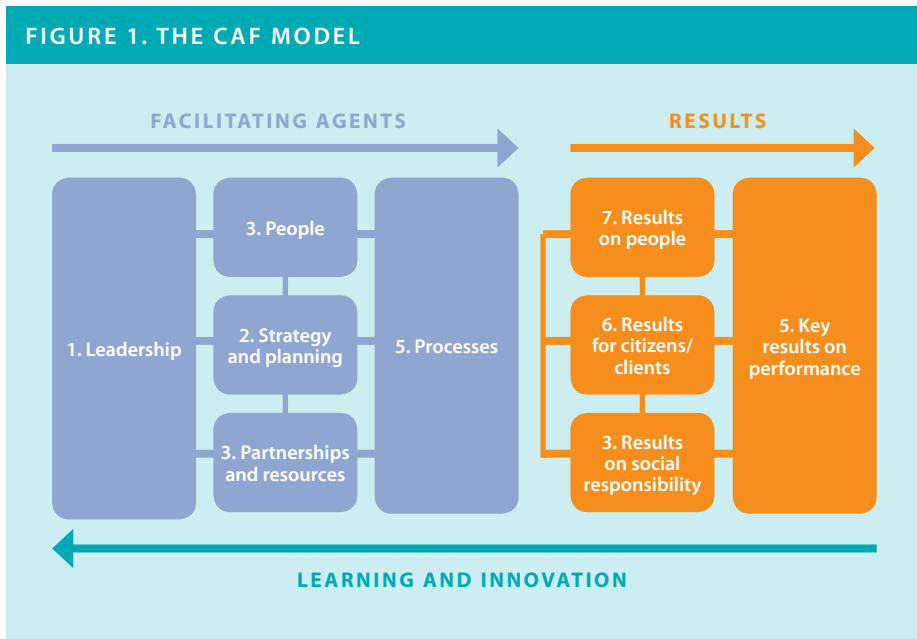 FIGURE 1. THE CAF MODEL
FACILITATING AGENTS
RESULTS
1. Leadership
3. People
2. Strategy
and planning
3. Partnerships
and resources
5. Processes
7. Results
on people
6. Results
for citizens/
clients
3. Results
on social
responsibility
5. Key
results on
performance
LEARNING AND INNOVATION